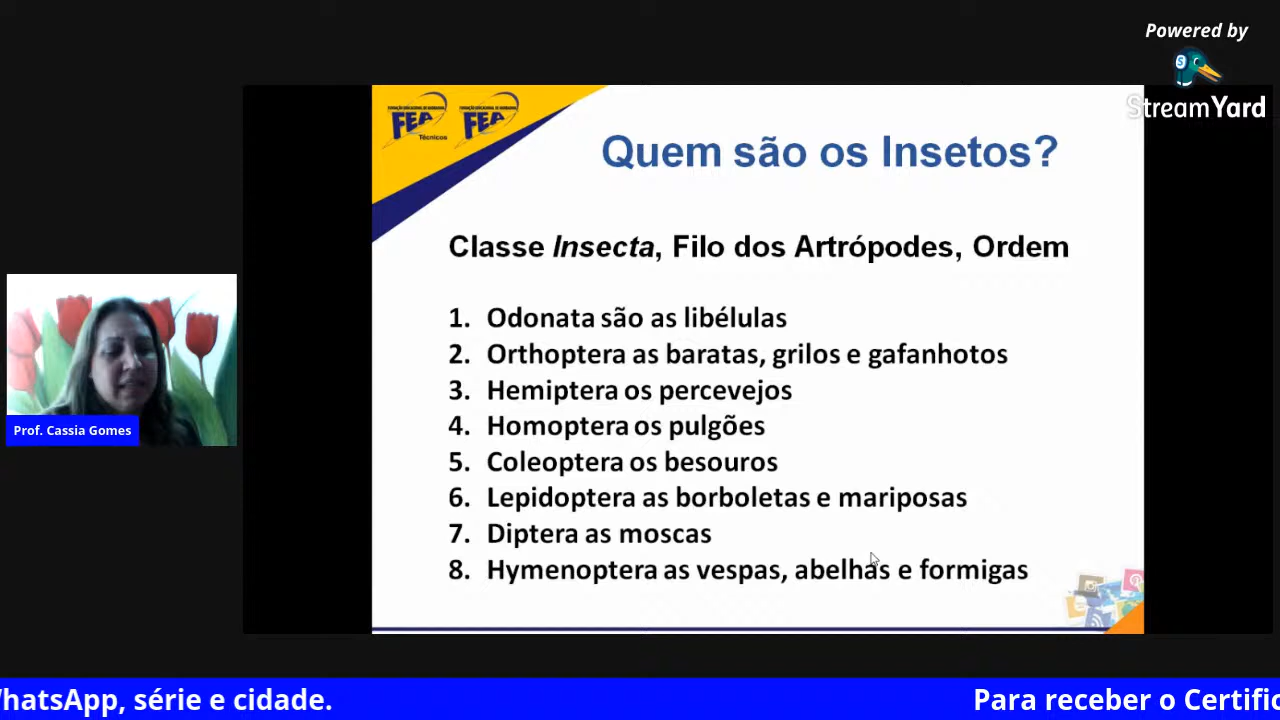 Powered by
StreamYard
FEA
Técnicos
FEA
Quem são os Insetos?
Classe Insecta, Filo dos Artrópodes, Ordem
1. Odonata são as libélulas
2. Orthoptera as baratas, grilos e gafanhotos
3. Hemiptera os percevejos
4. Homoptera os pulgões
5. Coleoptera os besouros
6. Lepidoptera as borboletas e mariposas
7. Diptera as moscas
8. Hymenoptera as vespas, abelhas e formigas
Prof. Cassia Gomes
hatsApp, série e cidade.
Para receber o Certific